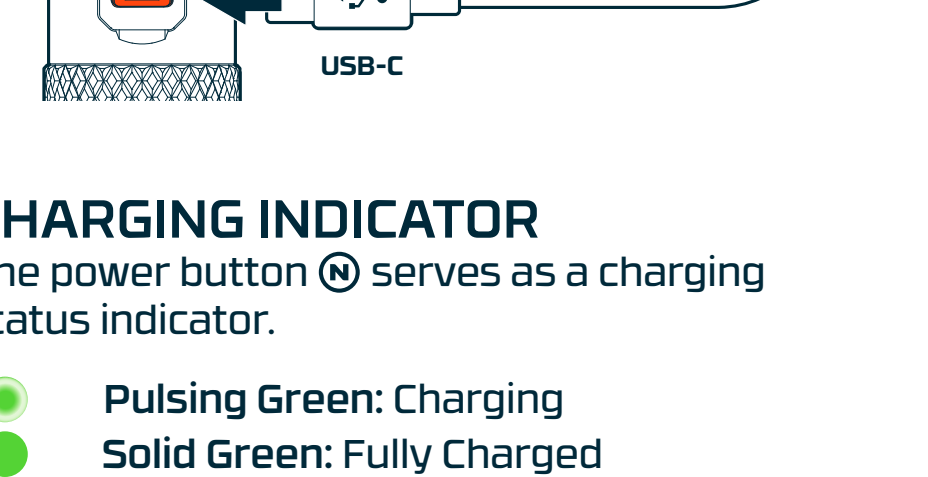 USB-C
HARGING INDICATOR
he power button N serves as a charging
tatus indicator.
Pulsing Green: Charging
Solid Green: Fully Charged